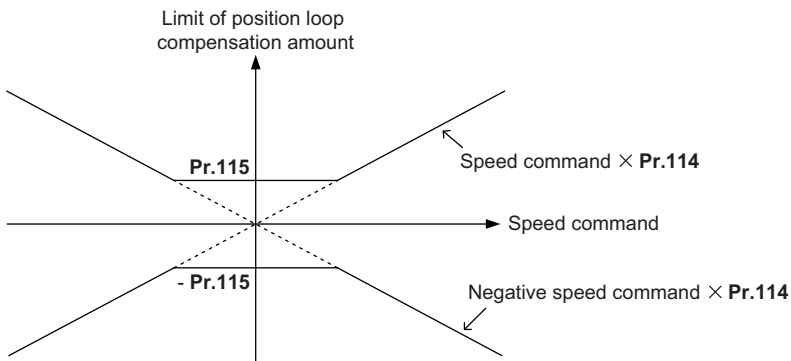 Limit of position loop
compensation amount
Pr.115
Speed command × Pr.114
Speed command
- Pr.115
Negative speed command × Pr.114